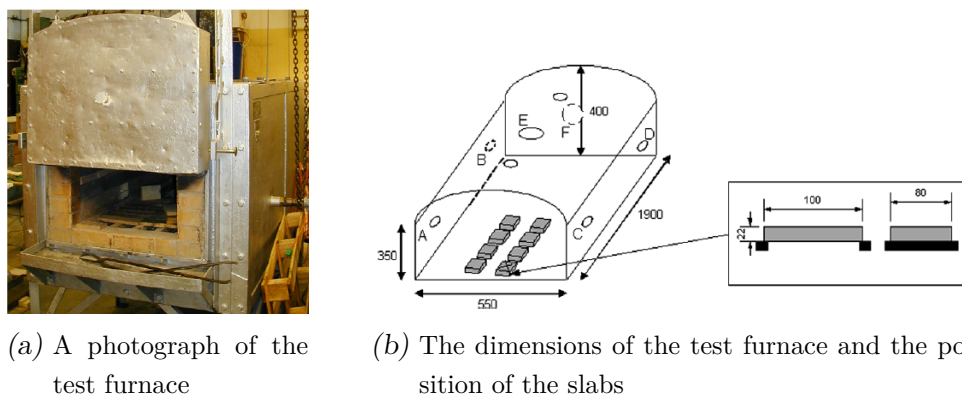 E
F
400
D
B
A
C
1900
350
550
100
80
22
(a) A photograph of the
test furnace
(b) The dimensions of the test furnace and the po
sition of the slabs